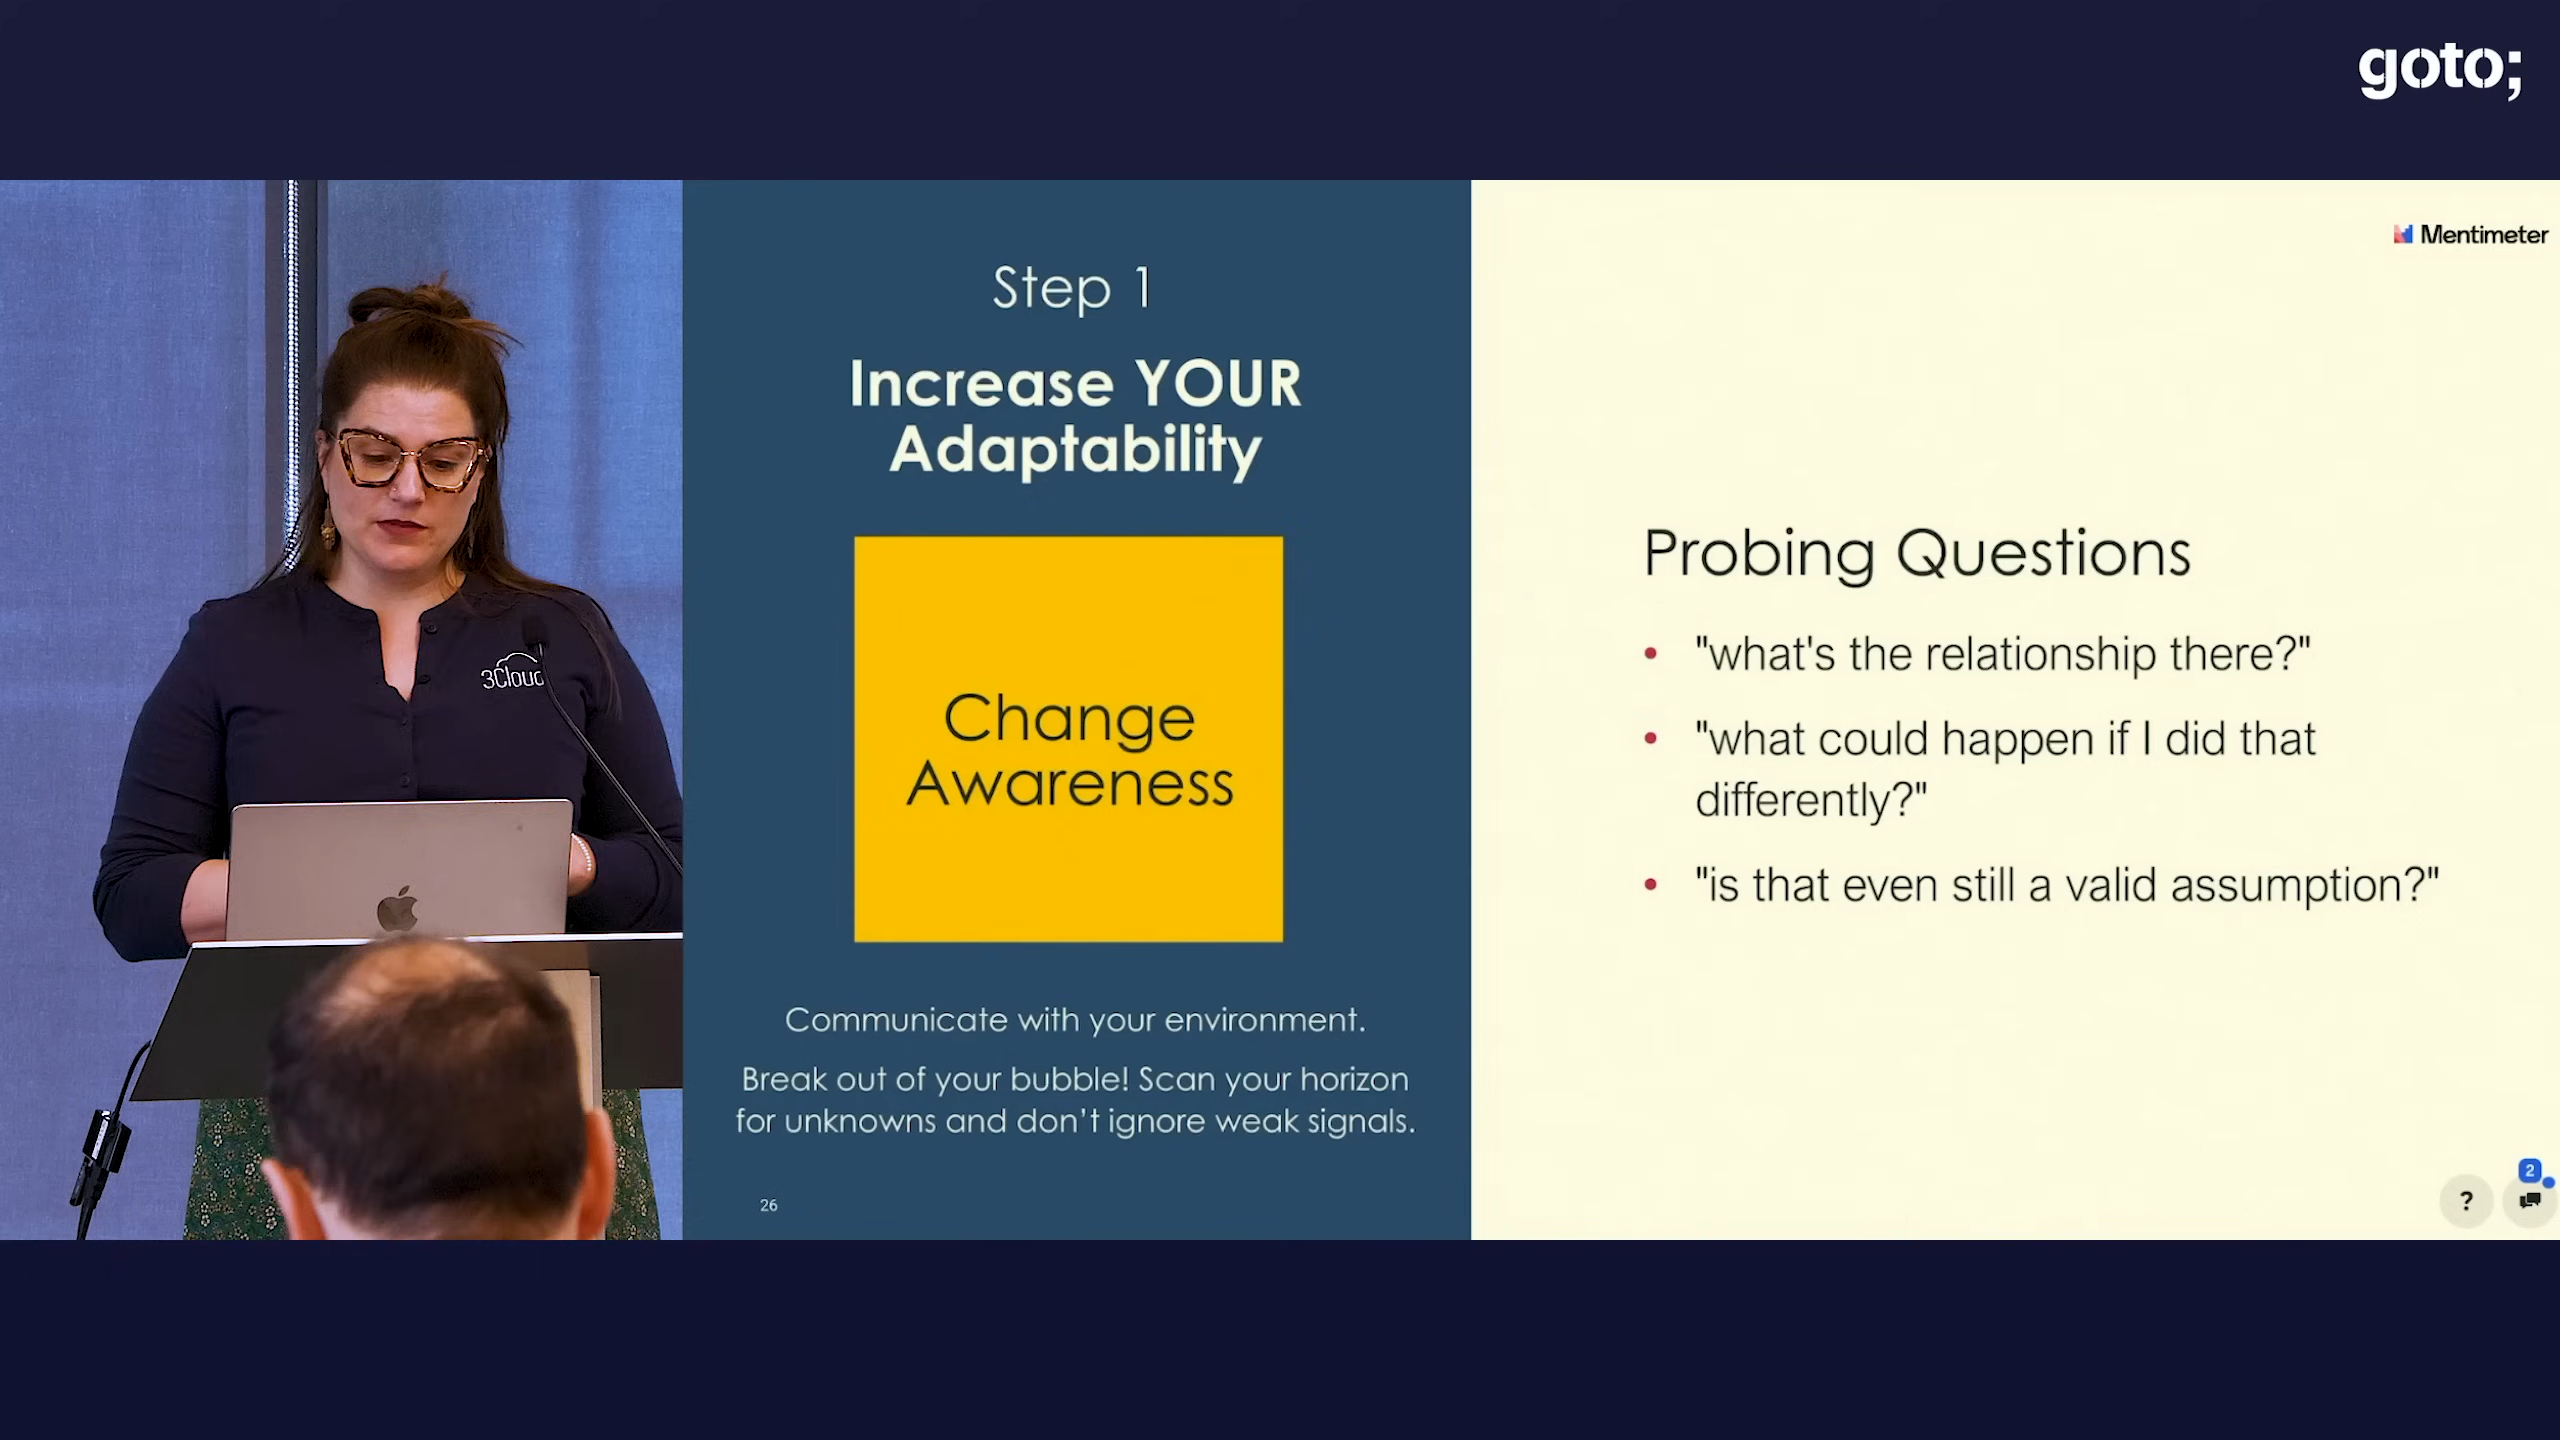 goto;
3Cloud
Step 1
Increase YOUR
Adaptability
Change
Awareness
Communicate with your environment.
Break out of your bubble! Scan your horizon
for unknowns and don't ignore weak signals.
26
Mentimeter
Probing Questions
• "what's the relationship there?"
• "what could happen if I did that
differently?"
• "is that even still a valid assumption?"
2
?